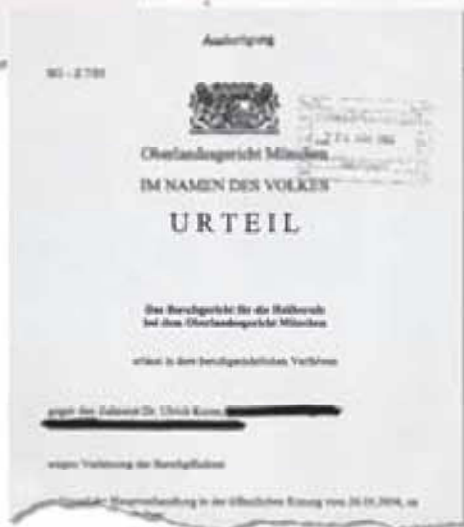 Ausfertigung
Oberlandesgericht München
IM NAMEN DES VOLKES
URTEIL
Das Berufsgericht für die Heilberufe
bei dem Oberlandesgericht München
erlässt in dem berufsgerichtlichen Verfahren
gegen den Zahnarzt Dr. Ulrich
wegen Verletzung der Berufspflichten
Hauptverhandlung in der öffentlichen Sitzung vom